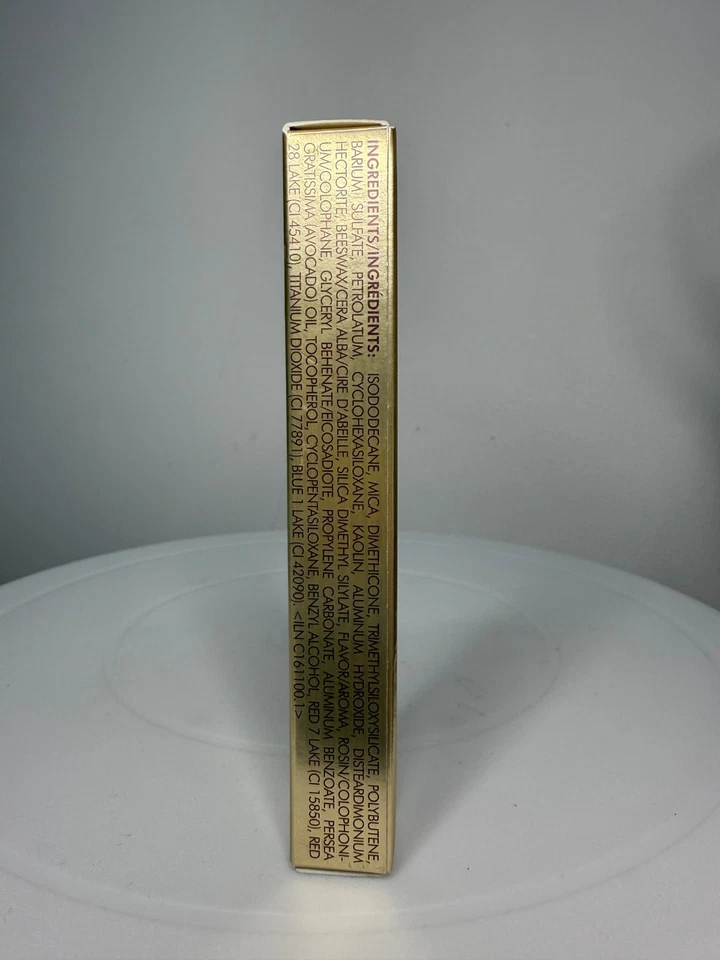 INGREDIENTS/INGRÉDIENTS: ISODODECANE, MICA, DIMETHICONE, TRIMETHYLSILOXYSILICATE, POLYBUTENE,
BARIUM SULFATE, PETROLATUM, CYCLOHEXASILOXANE, KAOLIN, ALUMINUM HYDROXIDE, DISTEARDIMONIUM
HECTORITE, BEESWAX/CERA ALBA/CIRE D'ABEILLE, SILICA DIMETHYL SILYLATE, FLAVOR/AROMA, ROSIN/COLOPHONI-
UM/COLOPHANE, GLYCERYL BEHENATE/EICOSADIOTE, PROPYLENE CARBONATE, ALUMINUM BENZOATE, PERSEA
GRATISSIMA (AVOCADO) OIL, TOCOPHEROL, CYCLOPENTASILOXANE, BENZYL ALCOHOL, RED 7 LAKE (CI 15850), RED
28 LAKE (CI 45410), TITANIUM DIOXIDE (CI 77891), BLUE 1 LAKE (CI 42090). <ILN C161100.1>